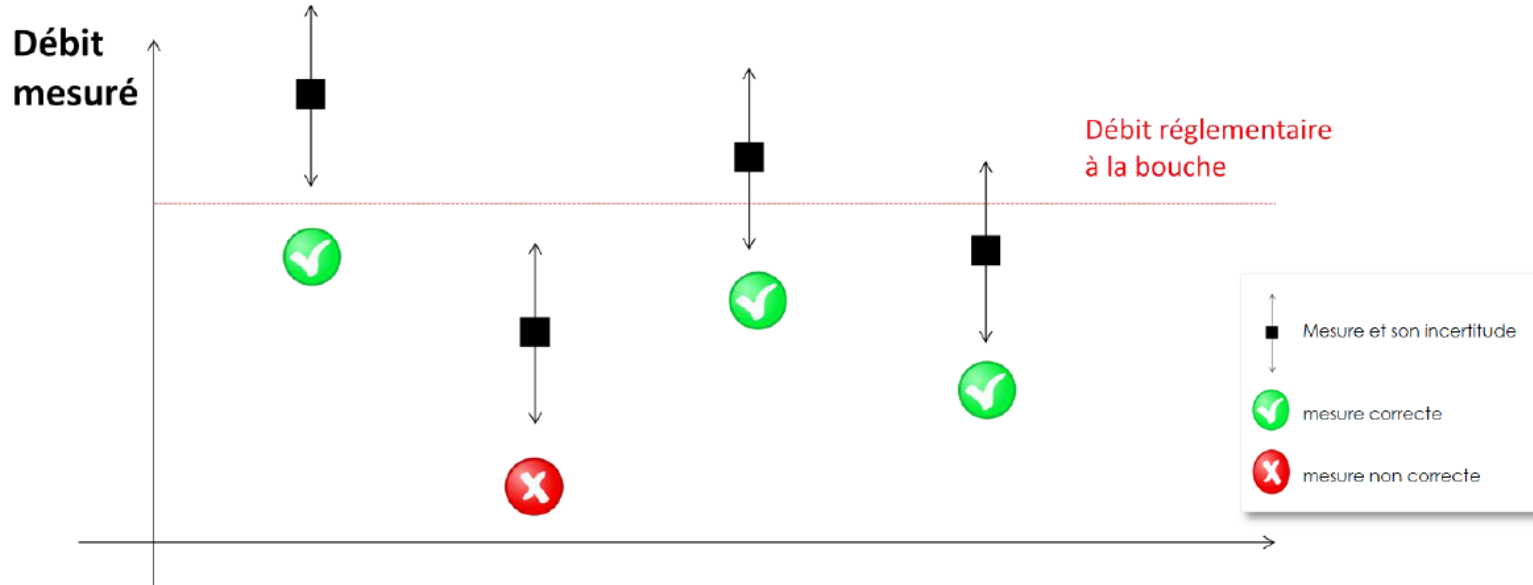 Débit
mesuré
Débit réglementaire
à la bouche
Mesure et son incertitude
mesure correcte
mesure non correcte